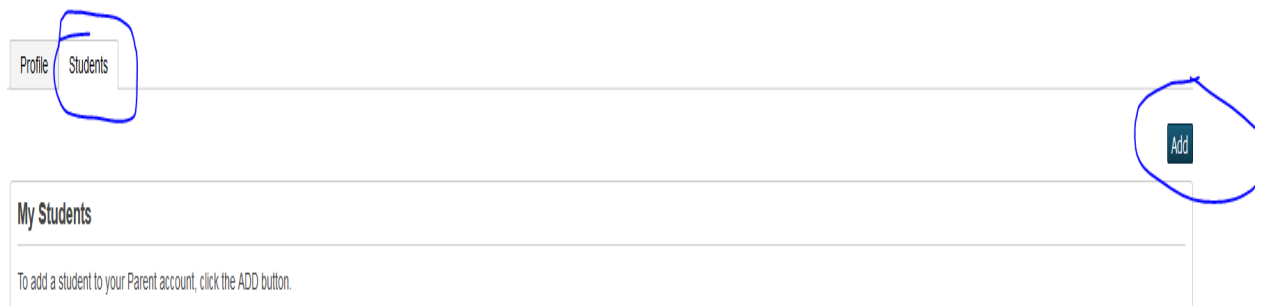 Profile Students
Add
My Students
To add a student to your Parent account, click the ADD button.